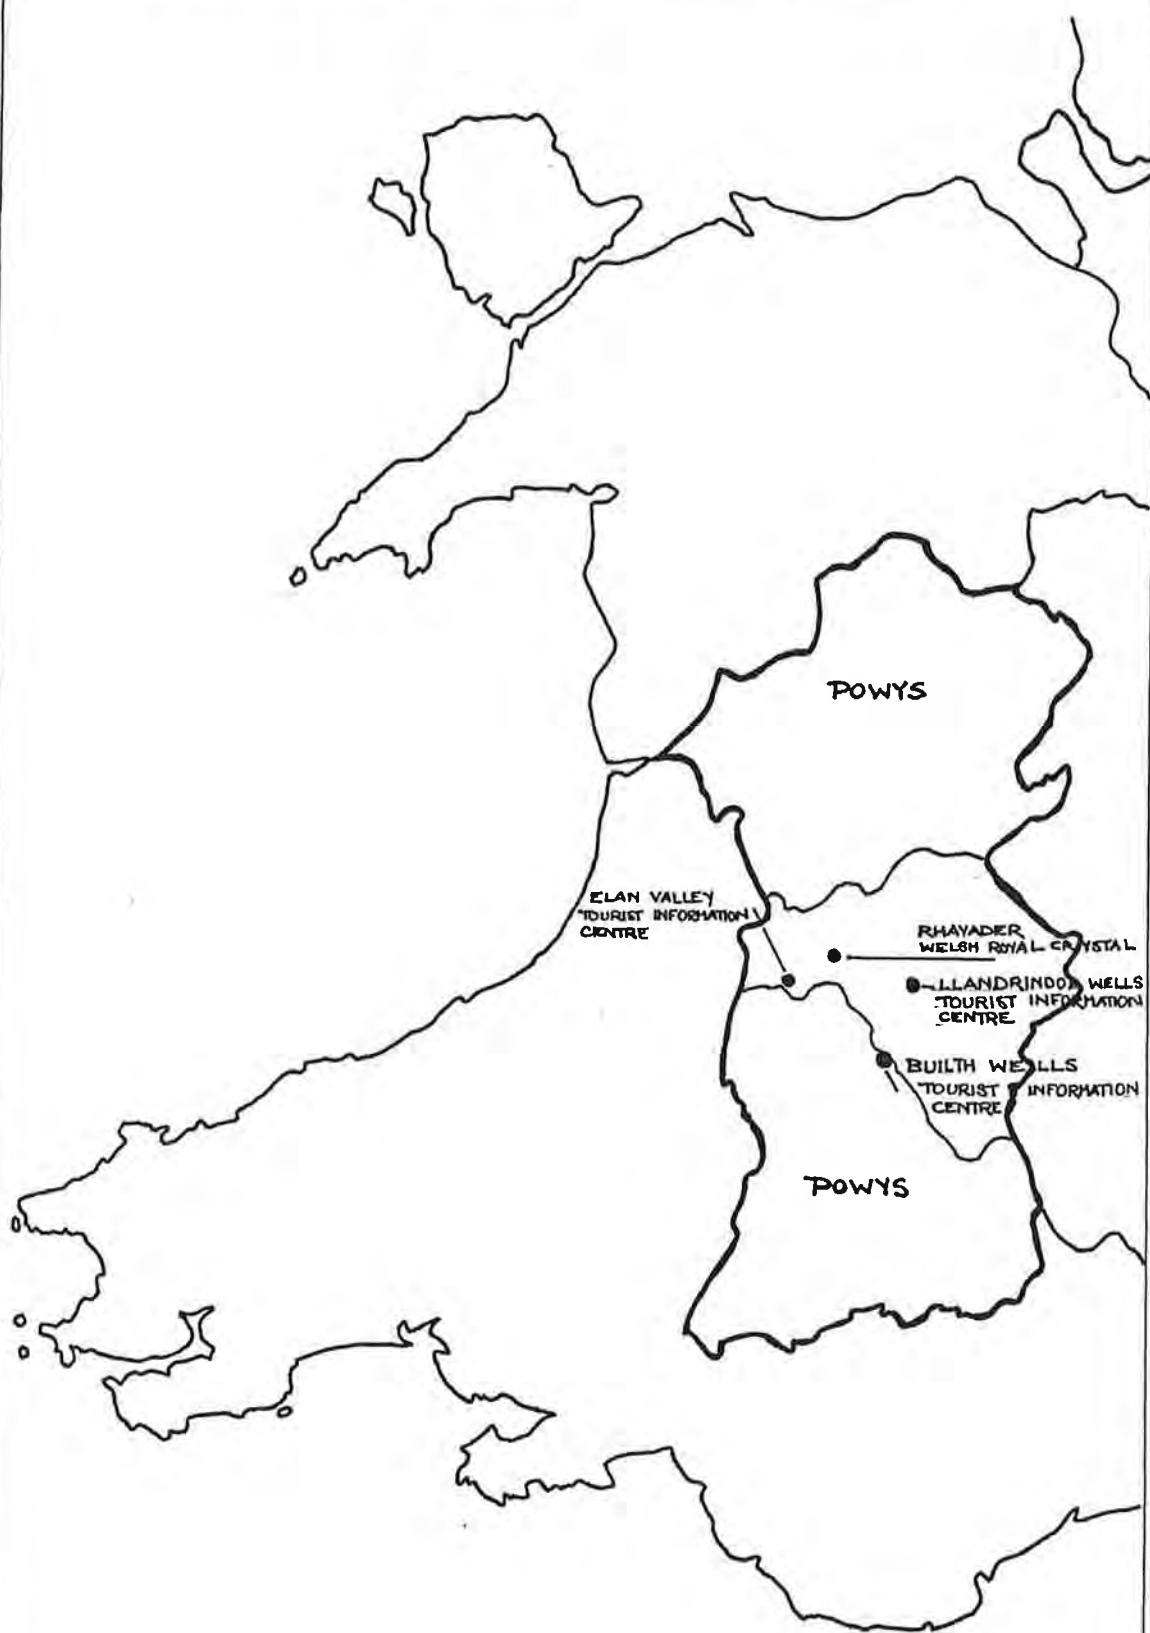 POWYS
ELAN VALLEY
TOURIST INFORMATION
CENTRE
RHAYADER
WELSH ROYAL CRYSTAL
LLANDRINDOD WELLS
TOURIST INFORMATION
CENTRE
BUILTH WELLS
TOURIST INFORMATION
CENTRE
POWYS